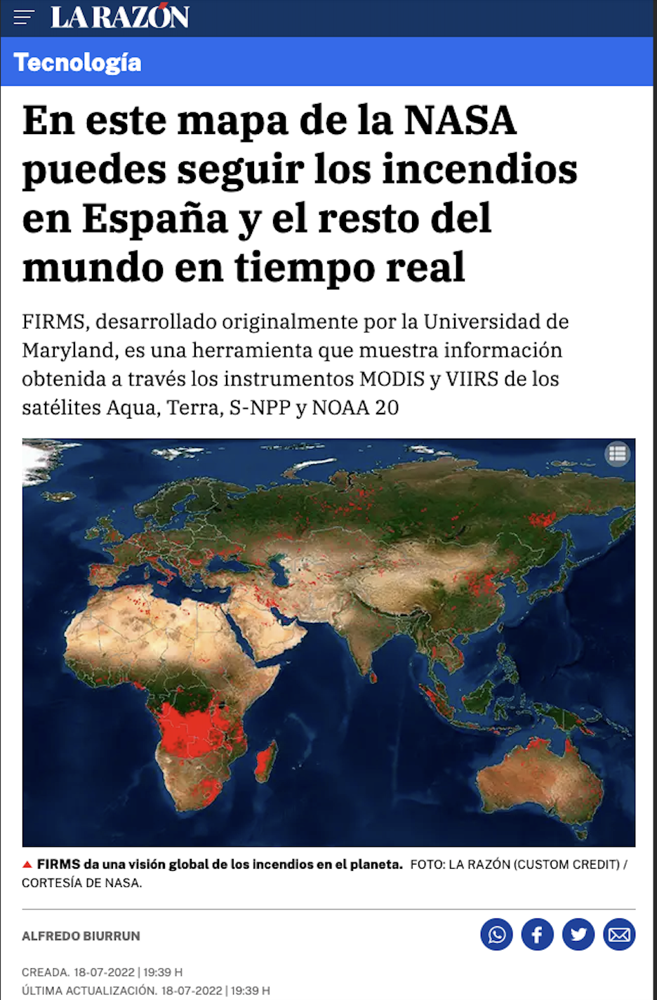 LA RAZÓN
Tecnología
En este mapa de la NASA
puedes seguir los incendios
en España y el resto del
mundo en tiempo real
FIRMS, desarrollado originalmente por la Universidad de
Maryland, es una herramienta que muestra información
obtenida a través los instrumentos MODIS y VIIRS de los
satélites Aqua, Terra, S-NPP y NOAA 20
FIRMS da una visión global de los incendios en el planeta. FOTO: LA RAZÓN (CUSTOM CREDIT) /
CORTESÍA DE NASA.
ALFREDO BIURRUN
CREADA. 18-07-2022 | 19:39 H
ÚLTIMA ACTUALIZACIÓN. 18-07-2022 | 19:39 H